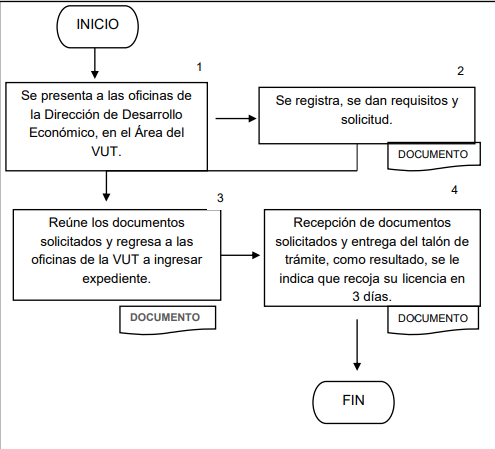 INICIO
1
Se presenta a las oficinas de
la Dirección de Desarrollo
Económico, en el Área del
VUT.
2
Se registra, se dan requisitos y
solicitud.
DOCUMENTO
3
Reúne los documentos
solicitados y regresa a las
oficinas de la VUT a ingresar
expediente.
DOCUMENTO
4
Recepción de documentos
solicitados y entrega del talón de
trámite, como resultado, se le
indica que recoja su licencia en
3 días.
DOCUMENTO
FIN